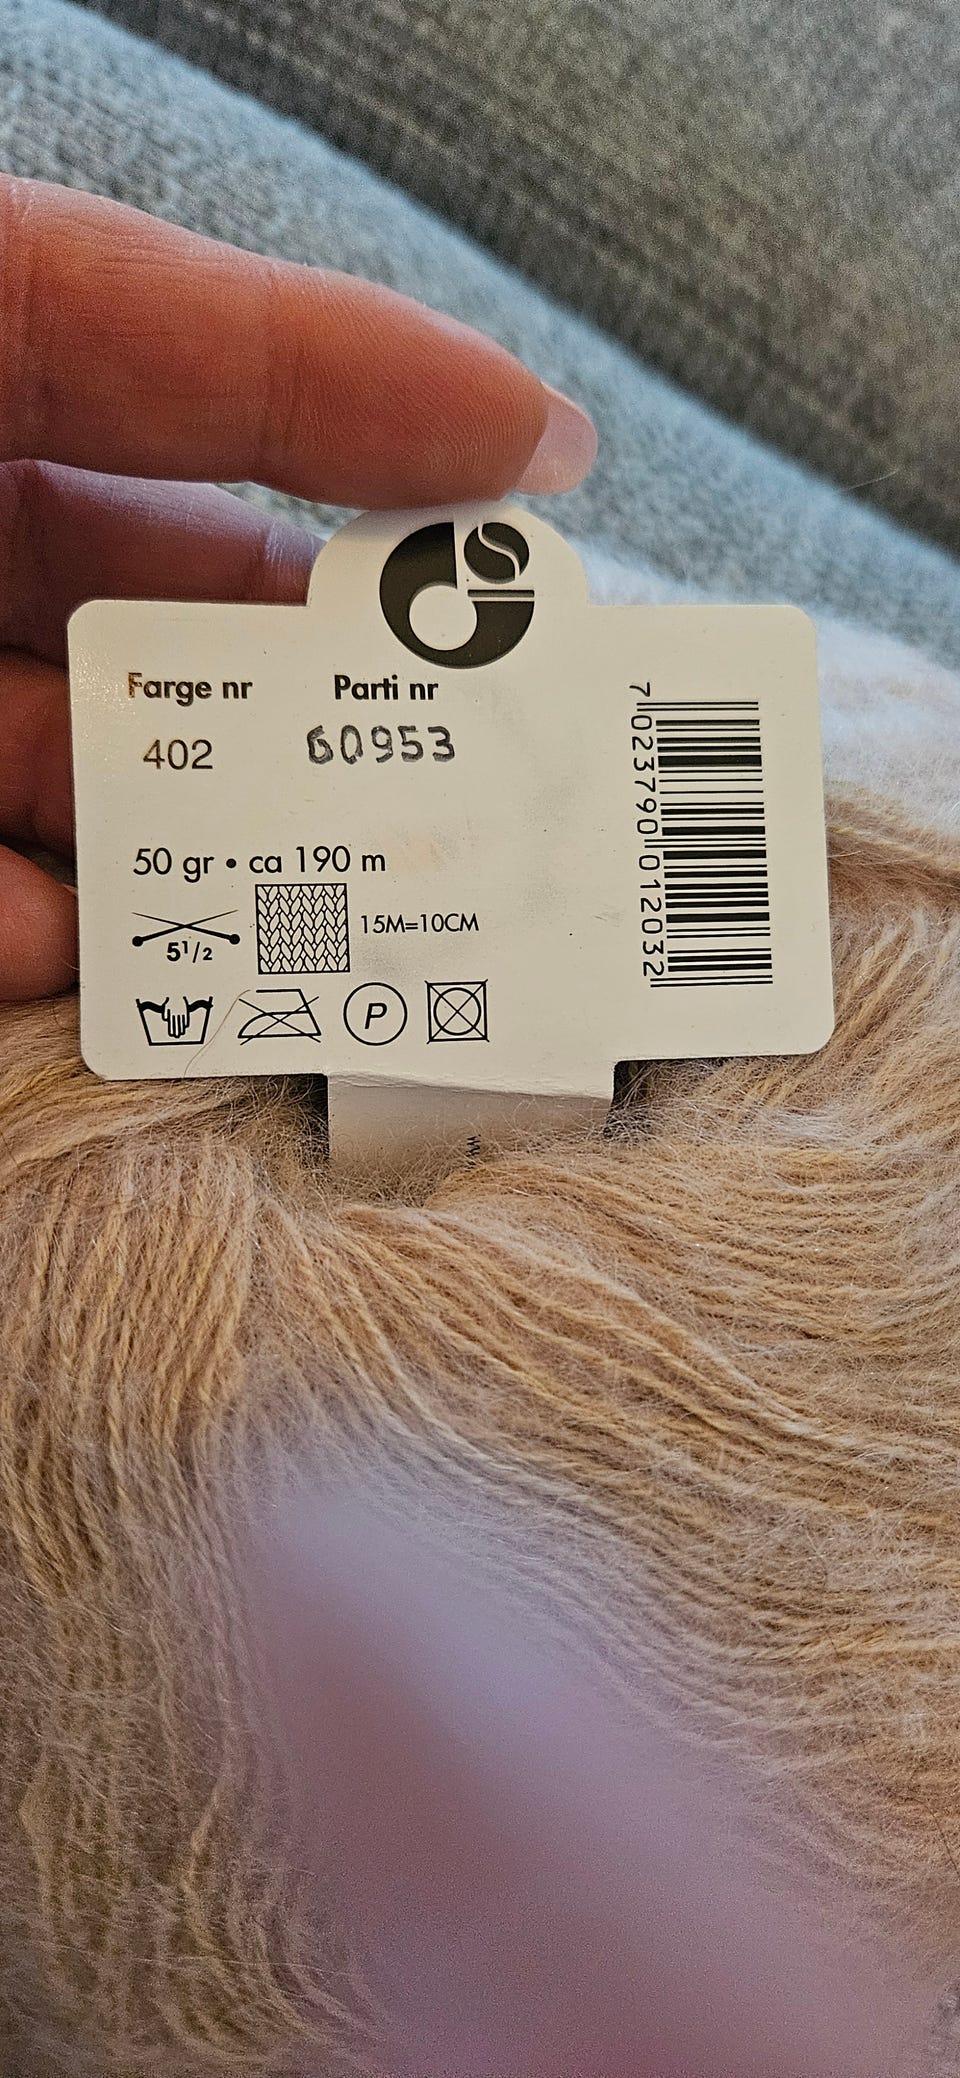 Farge nr Parti nr
402 60953
50 gr • ca 190 m
5 1/2
15M=10CM
P
7 023790 012032